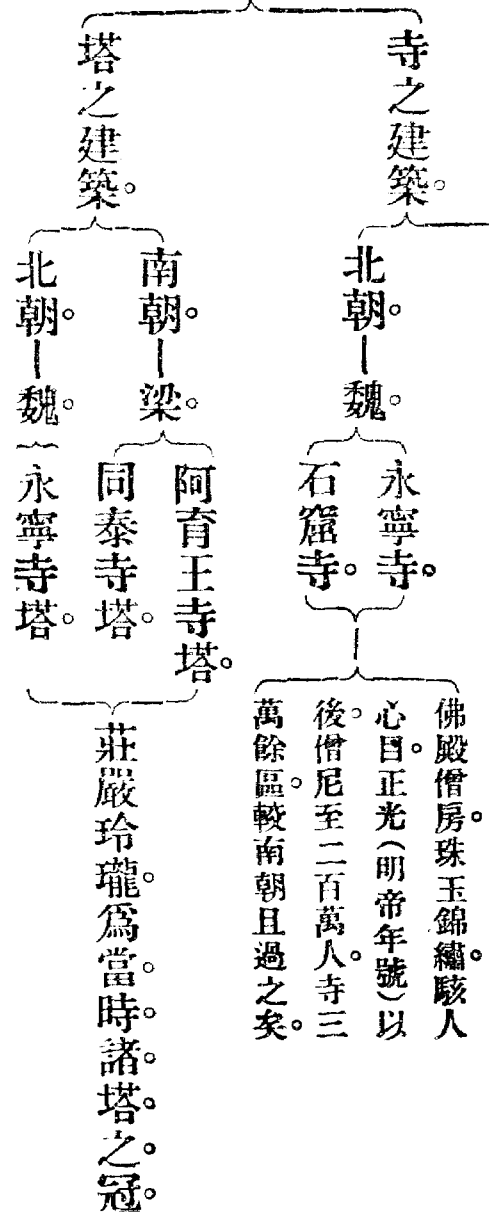 寺之建築。
北朝。—魏。
永寧寺。
石窟寺。
佛殿僧房。珠玉錦繡。駭人
心目。正光(明帝年號)以
後。僧尼至二百萬人。寺三
萬餘區。較南朝且過之矣。
塔之建築。
南朝。—梁。
阿育王寺塔。
同泰寺塔。
北朝。—魏。
永寧寺塔。
莊嚴玲瓏。爲當。時。諸。塔。之。冠。